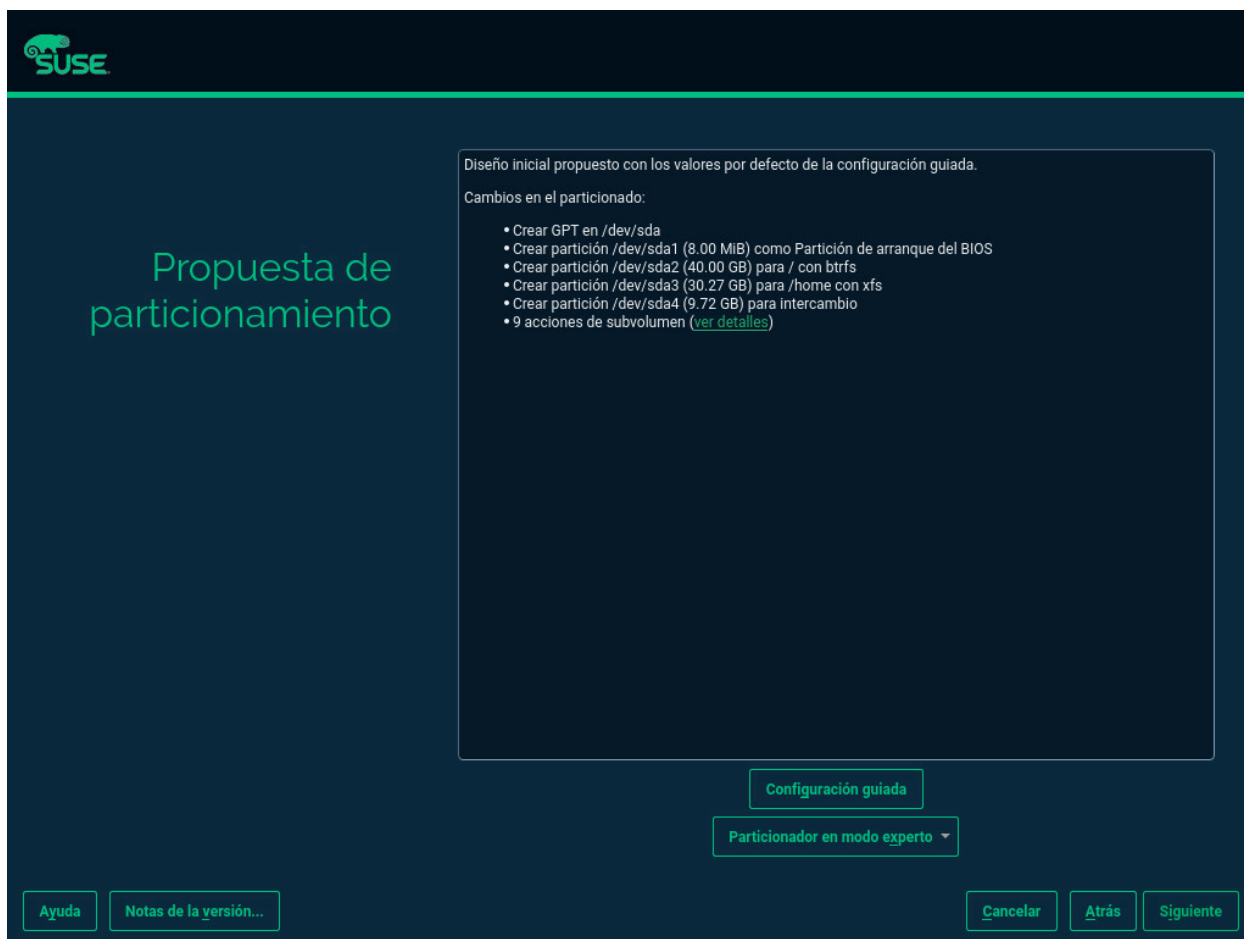 SUSE
Propuesta de
particionamiento
Diseño inicial propuesto con los valores por defecto de la configuración guiada.
Cambios en el particionado:
• Crear GPT en /dev/sda
• Crear partición /dev/sda1 (8.00 MiB) como Partición de arranque del BIOS
• Crear partición /dev/sda2 (40.00 GB) para / con btrfs
• Crear partición /dev/sda3 (30.27 GB) para /home con xfs
• Crear partición /dev/sda4 (9.72 GB) para intercambio
• 9 acciones de subvolumen (ver detalles)
Configuración guiada
Particionador en modo experto
Ayuda
Notas de la versión...
Cancelar
Atrás
Siguiente